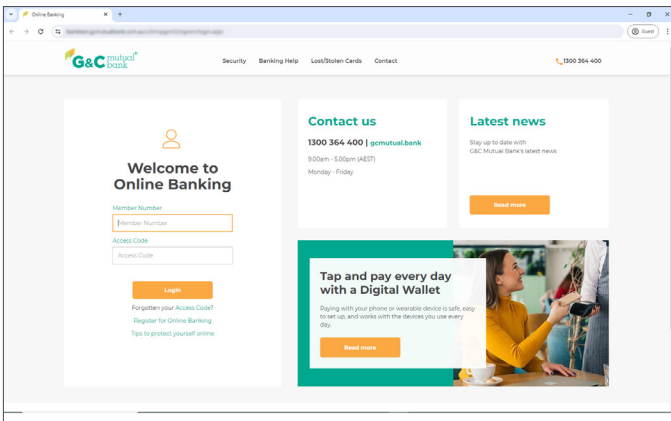 Online Banking
Guest
G&C mutual bank
Security Banking Help Lost/Stolen Cards Contact 1300 364 400
Welcome to
Online Banking
Member Number
Member Number
Access Code
Access Code
Login
Forgotten your Access Code?
Register for Online Banking
Tips to protect yourself online
Contact us
1300 364 400 | gcmutual.bank
9.00am - 5.00pm (AEST)
Monday - Friday
Latest news
Stay up to date with
G&C Mutual Bank's latest news
Read more
Tap and pay every day
with a Digital Wallet
Paying with your phone or wearable device is safe, easy
to set up, and works with the devices you use every
day.
Read more